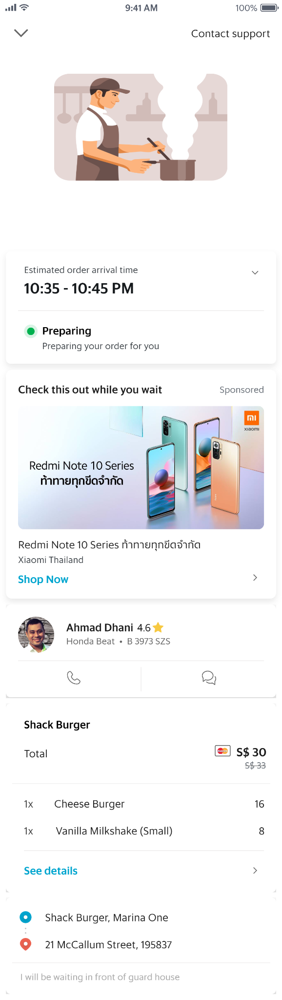 9:41 AM
100%
Contact support
Estimated order arrival time
10:35 - 10:45 PM
Preparing
Preparing your order for you
Check this out while you wait
Sponsored
mi
xiaomi
Redmi Note 10 Series
ท้าทายทุกขีดจำกัด
Redmi Note 10 Series ท้าทายทุกขีดจำกัด
Xiaomi Thailand
Shop Now
Ahmad Dhani 4.6
Honda Beat • B 3973 SZS
Shack Burger
Total
S$ 30
S$ 33
1x Cheese Burger 16
1x Vanilla Milkshake (Small) 8
See details
Shack Burger, Marina One
21 McCallum Street, 195837
I will be waiting in front of guard house